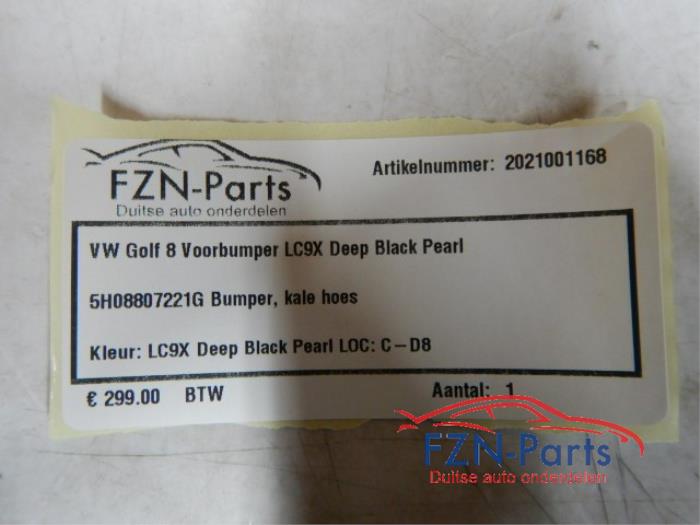 FZN-Parts
Duitse auto onderdelen
Artikelnummer: 2021001168
VW Golf 8 Voorbumper LC9X Deep Black Pearl
5H08807221G Bumper, kale hoes
Kleur: LC9X Deep Black Pearl LOC: C-D8
€ 299.00 BTW
Aantal: 1
FZN-Parts
Duitse auto onderdelen